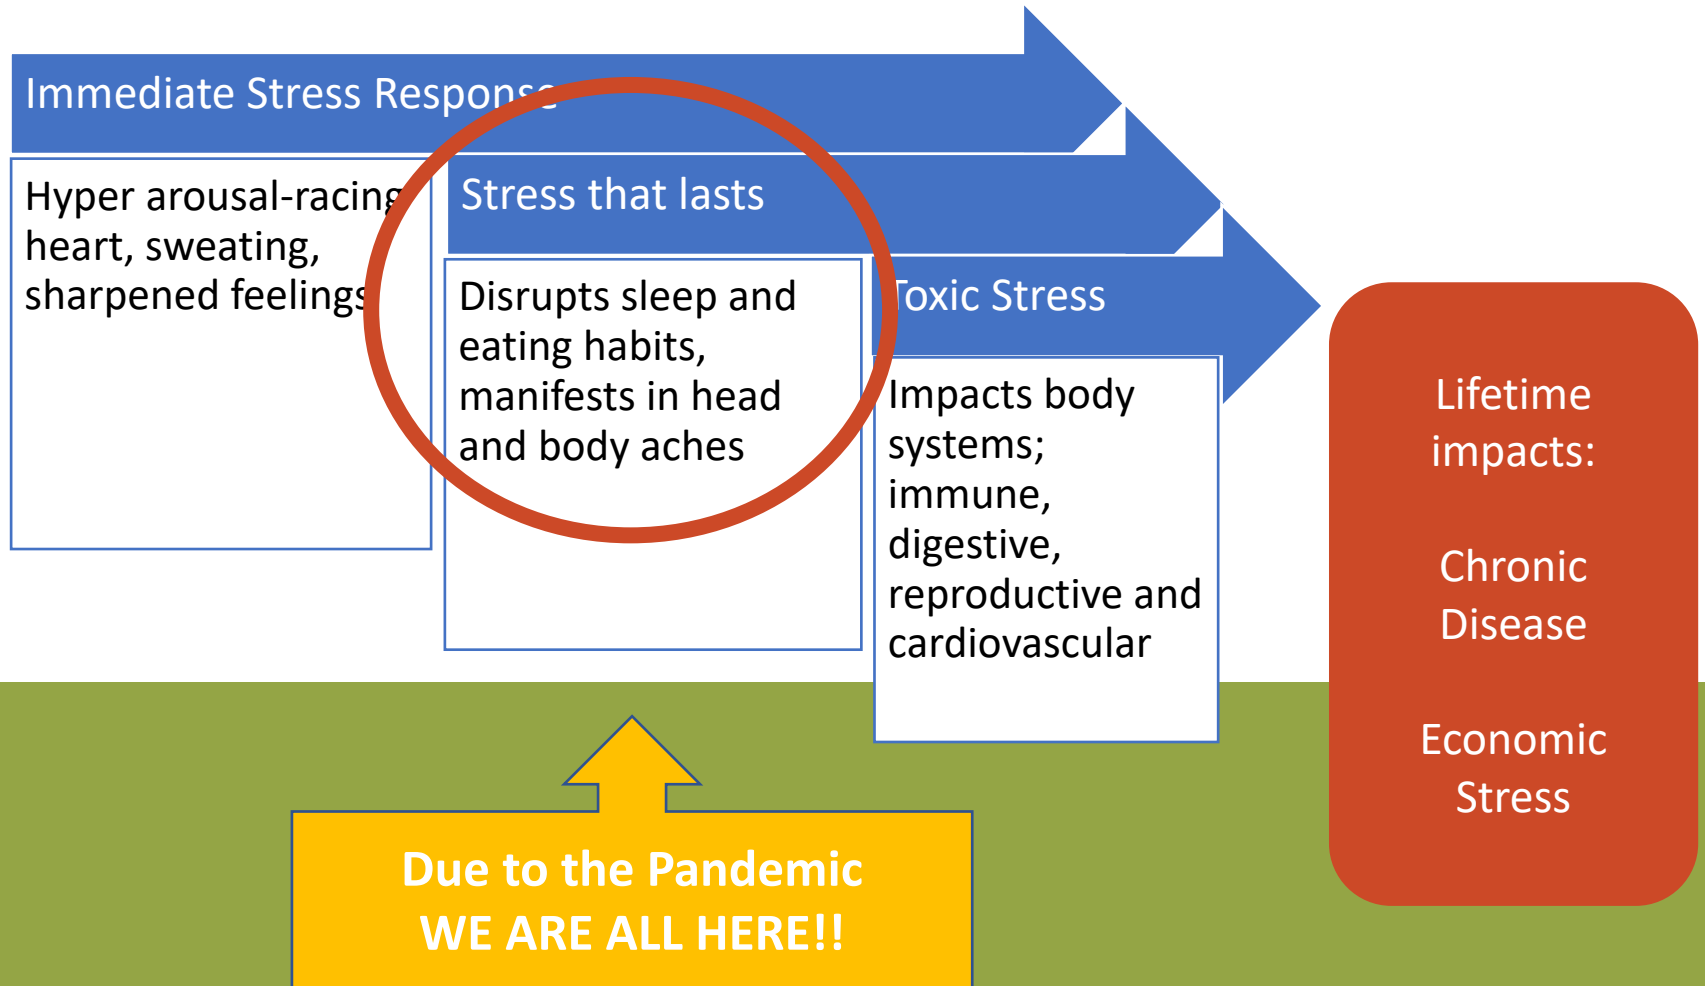 Immediate Stress Response
Hyper arousal-racing
heart, sweating,
sharpened feelings
Stress that lasts
Disrupts sleep and
eating habits,
manifests in head
and body aches
Toxic Stress
Impacts body
systems;
immune,
digestive,
reproductive and
cardiovascular
Lifetime
impacts:
Chronic
Disease
Economic
Stress
Due to the Pandemic
WE ARE ALL HERE!!